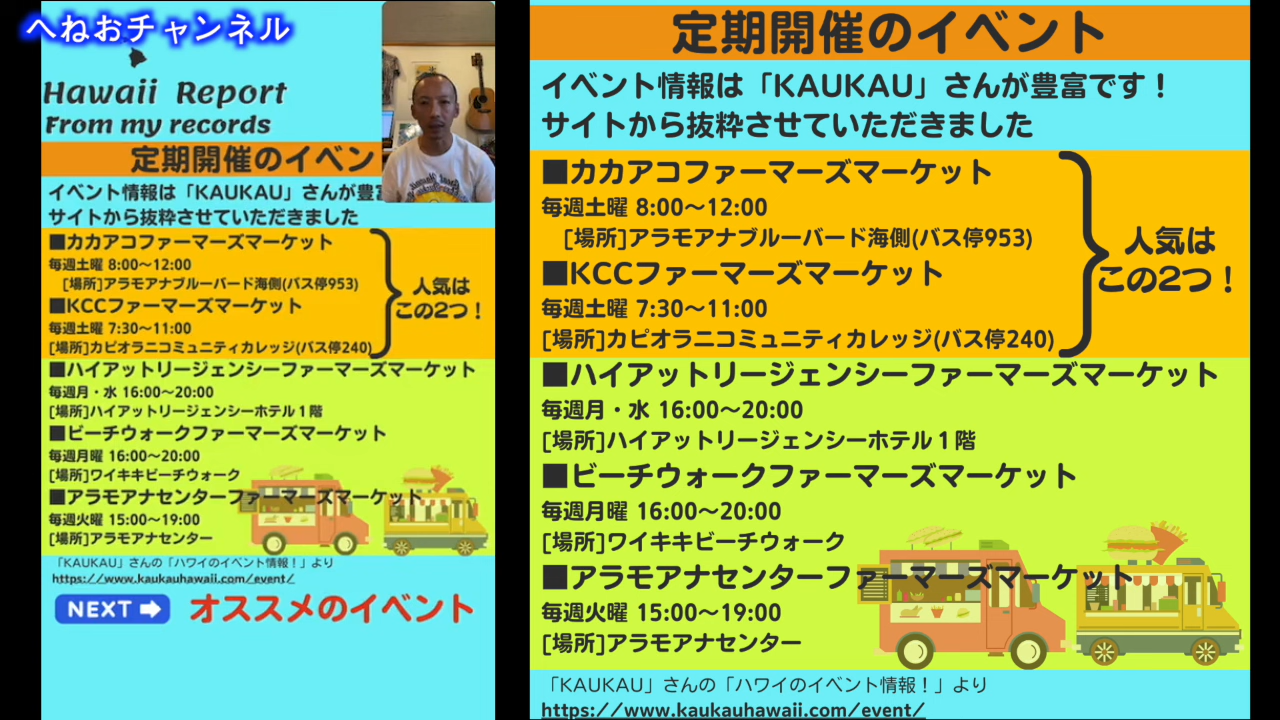 へねおチャンネル
Hawaii Report
From my records
定期開催のイベン
イベント情報は「KAUKAU」さんが豊
サイトから抜粋させていただきました
■カカアコファーマーズマーケット
毎週土曜 8:00〜12:00
[場所]アラモアナブルーバード海側(バス停953)
■KCCファーマーズマーケット
毎週土曜 7:30〜11:00
[場所]カピオラニコミュニティカレッジ(バス停240)
人気は
この2つ！
■ハイアットリージェンシーファーマーズマーケット
毎週月・水 16:00〜20:00
[場所]ハイアットリージェンシーホテル１階
■ビーチウォークファーマーズマーケット
毎週月曜 16:00〜20:00
[場所]ワイキキビーチウォーク
■アラモアナセンターファーマーズマーケット
毎週火曜 15:00〜19:00
[場所]アラモアナセンター
「KAUKAU」さんの「ハワイのイベント情報！」より
https://www.kaukauhawaii.com/event/
NEXT
オススメのイベント
定期開催のイベント
イベント情報は「KAUKAU」さんが豊富です！
サイトから抜粋させていただきました
■カカアコファーマーズマーケット
毎週土曜 8:00〜12:00
[場所]アラモアナブルーバード海側(バス停953)
■KCCファーマーズマーケット
毎週土曜 7:30〜11:00
[場所]カピオラニコミュニティカレッジ(バス停240)
人気は
この2つ！
■ハイアットリージェンシーファーマーズマーケット
毎週月・水 16:00〜20:00
[場所]ハイアットリージェンシーホテル１階
■ビーチウォークファーマーズマーケット
毎週月曜 16:00〜20:00
[場所]ワイキキビーチウォーク
■アラモアナセンターファーマーズマーケット
毎週火曜 15:00〜19:00
[場所]アラモアナセンター
「KAUKAU」さんの「ハワイのイベント情報！」より
https://www.kaukauhawaii.com/event/